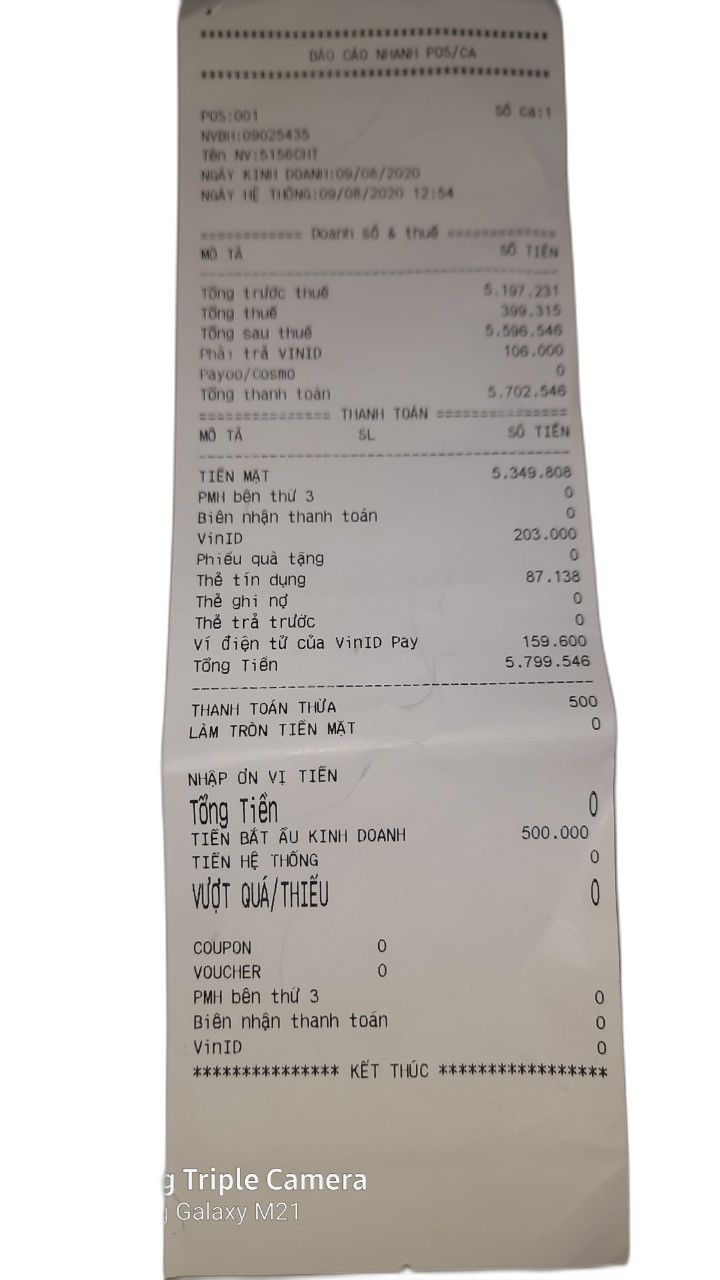 ****************************************
BÁO CÁO NHANH POS/CA
****************************************
POS:001 Số ca:1
NVBH:09025435
Tên NV:5156CHT
NGÀY KINH DOANH:09/08/2020
NGÀY HỆ THỐNG:09/08/2020 12:54
============ Doanh số & thuế =============
MÔ TẢ SỐ TIỀN
Tổng trước thuế 5.197.231
Tổng thuế 399.315
Tổng sau thuế 5.596.546
Phải trả VINID 106.000
Payoo/Cosmo 0
Tổng thanh toán 5.702.546
=============== THANH TOÁN ===============
MÔ TẢ SL SỐ TIỀN
TIỀN MẶT 5.349.808
PMH bên thứ 3 0
Biên nhận thanh toán 0
VinID 203.000
Phiếu quà tặng 0
Thẻ tín dụng 87.138
Thẻ ghi nợ 0
Thẻ trả trước 0
Ví điện tử của VinID Pay 159.600
Tổng Tiền 5.799.546
THANH TOÁN THỪA 500
LÀM TRÒN TIỀN MẶT 0
NHẬP ƠN VỊ TIỀN
Tổng Tiền 0
TIỀN BẮT ẦU KINH DOANH 500.000
TIỀN HỆ THỐNG 0
VƯỢT QUÁ/THIẾU 0
COUPON 0
VOUCHER 0
PMH bên thứ 3 0
Biên nhận thanh toán 0
VinID 0
*************** KẾT THÚC *****************
g Triple Camera
g Galaxy M21